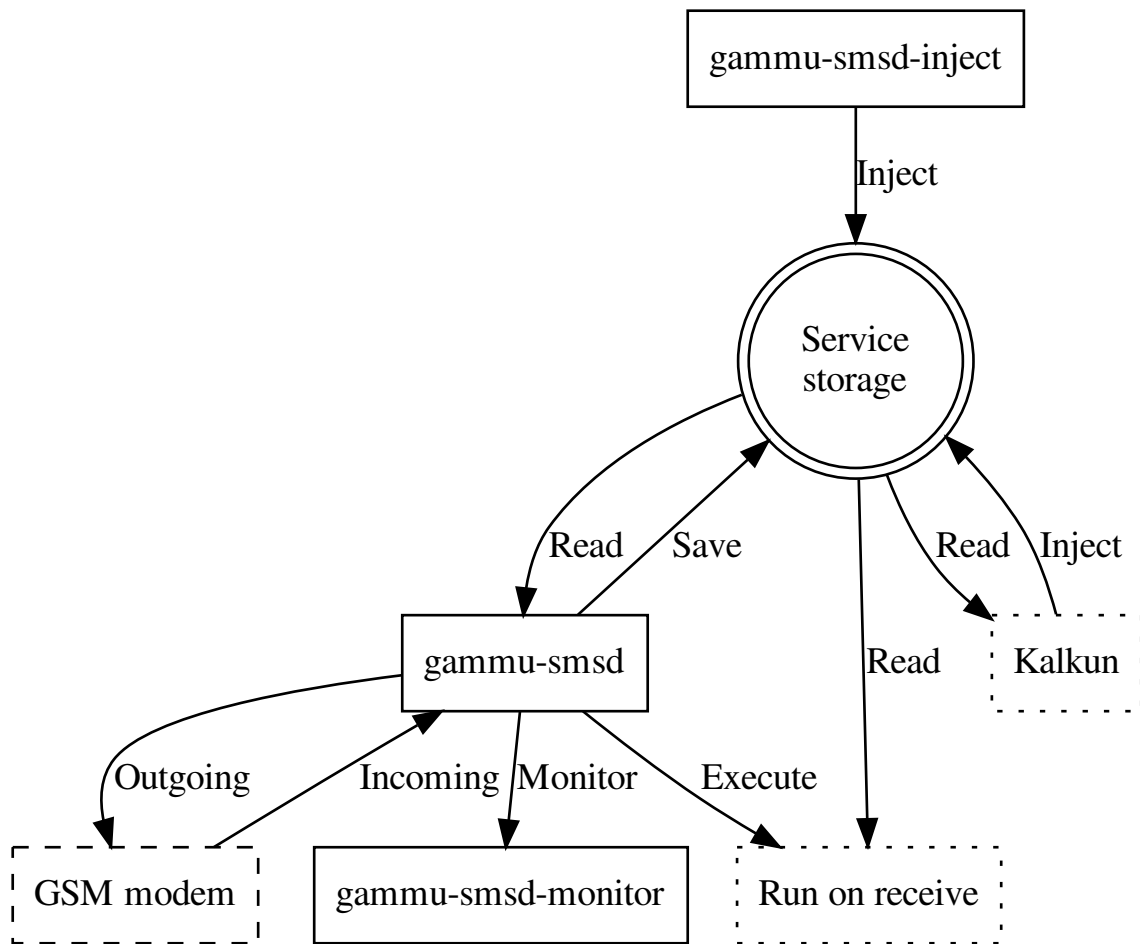 gammu-smsd-inject
Inject
Service
storage
Read
Save
Read
Inject
gammu-smsd
Read
Kalkun
Outgoing
Incoming
Monitor
Execute
GSM modem
gammu-smsd-monitor
Run on receive